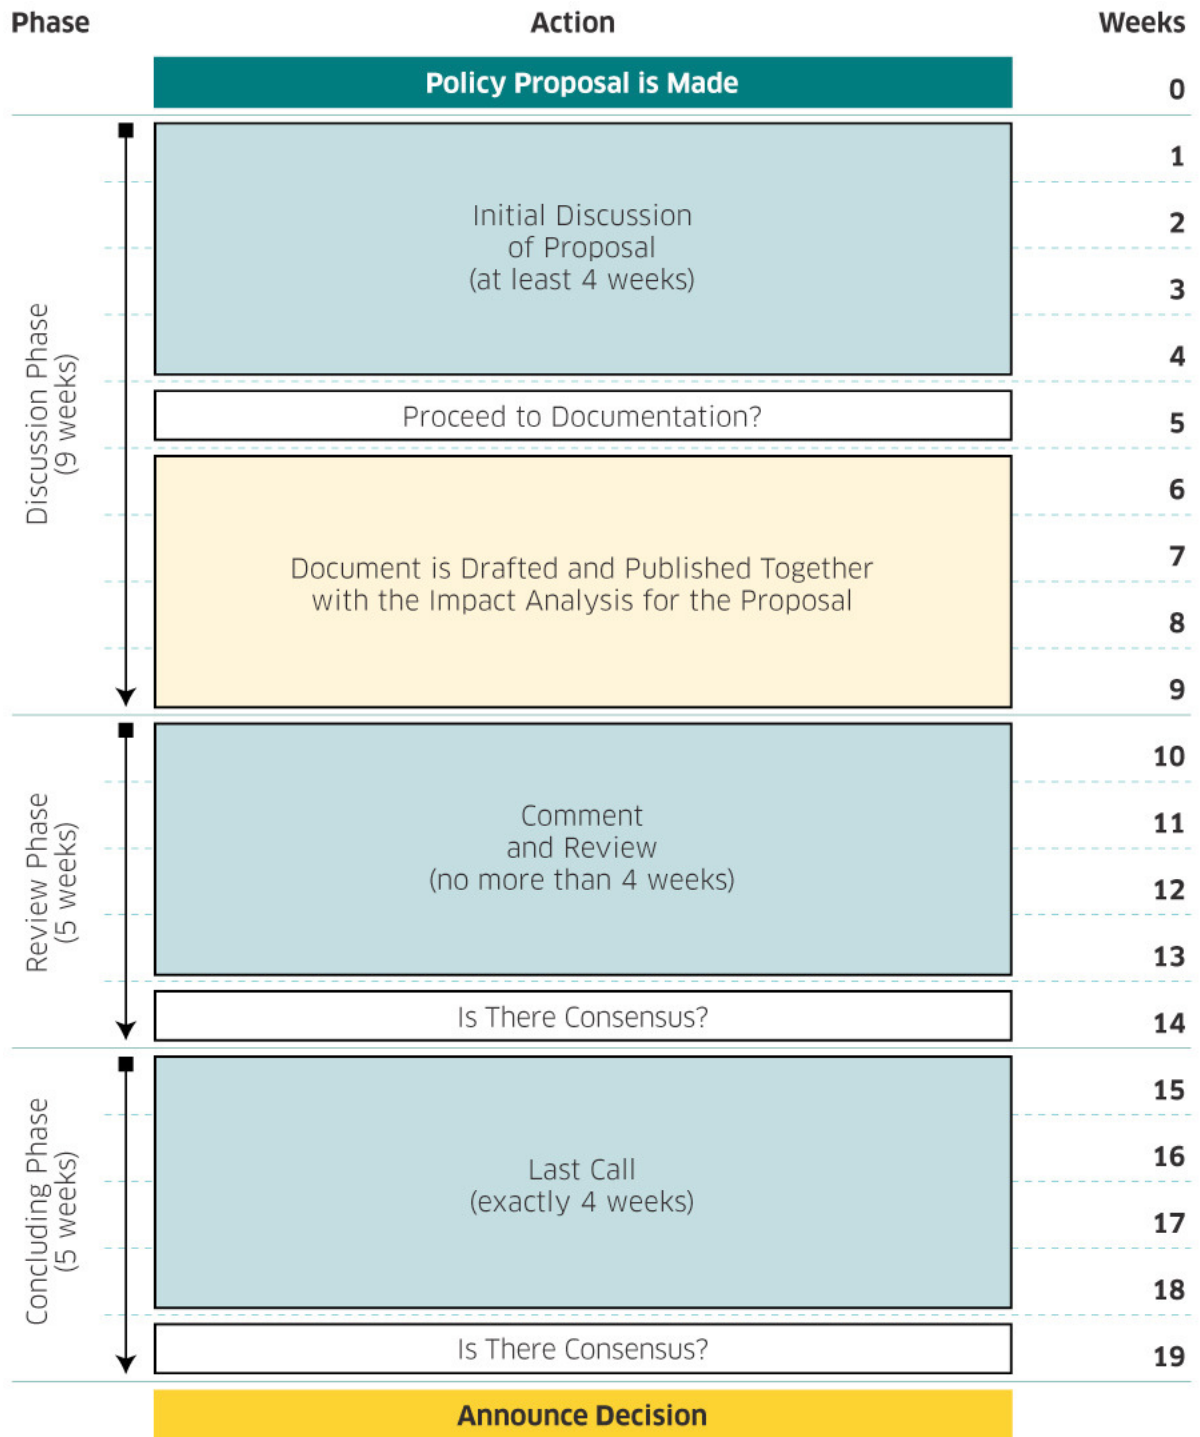 Phase Action Weeks
Policy Proposal is Made 0
Discussion Phase
(9 weeks)
1
Initial Discussion
of Proposal
(at least 4 weeks)
2
3
4
Proceed to Documentation? 5
6
Document is Drafted and Published Together
with the Impact Analysis for the Proposal
7
8
9
Review Phase
(5 weeks)
10
Comment
and Review
(no more than 4 weeks)
11
12
13
Is There Consensus? 14
Concluding Phase
(5 weeks)
15
Last Call
(exactly 4 weeks)
16
17
18
Is There Consensus? 19
Announce Decision